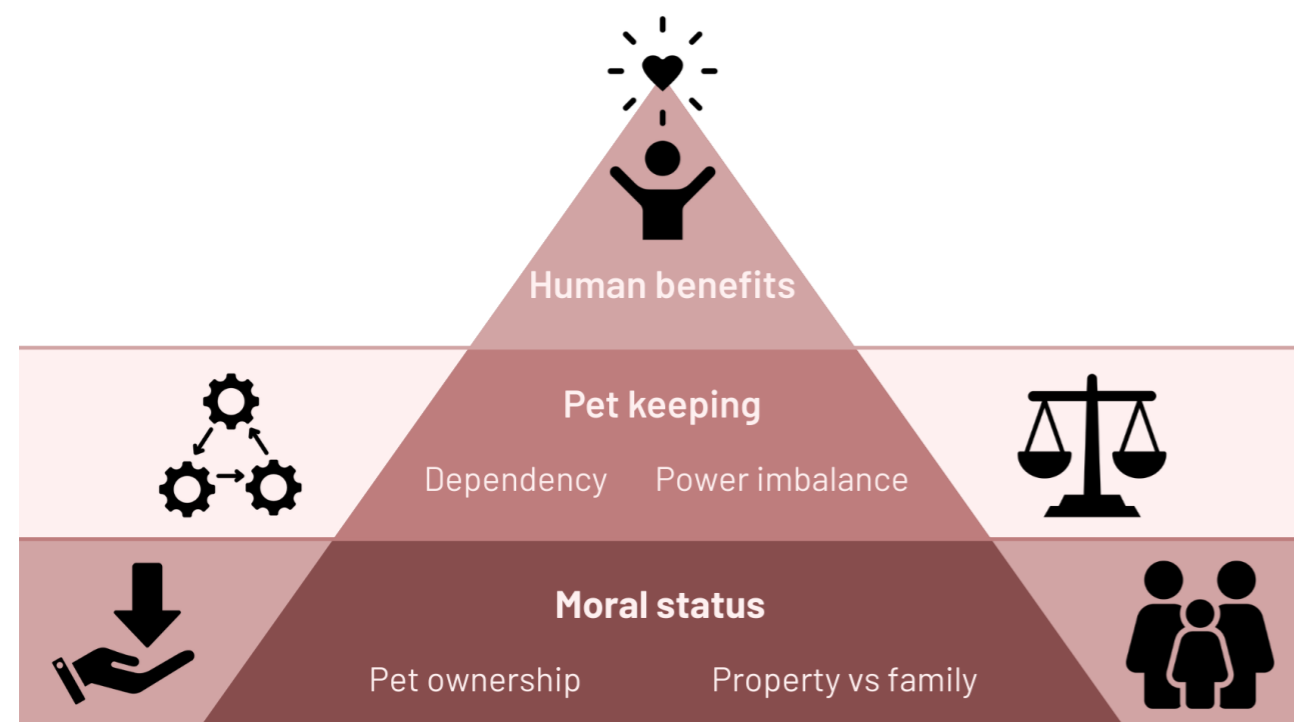 Human benefits
Pet keeping
Dependency Power imbalance
Moral status
Pet ownership Property vs family